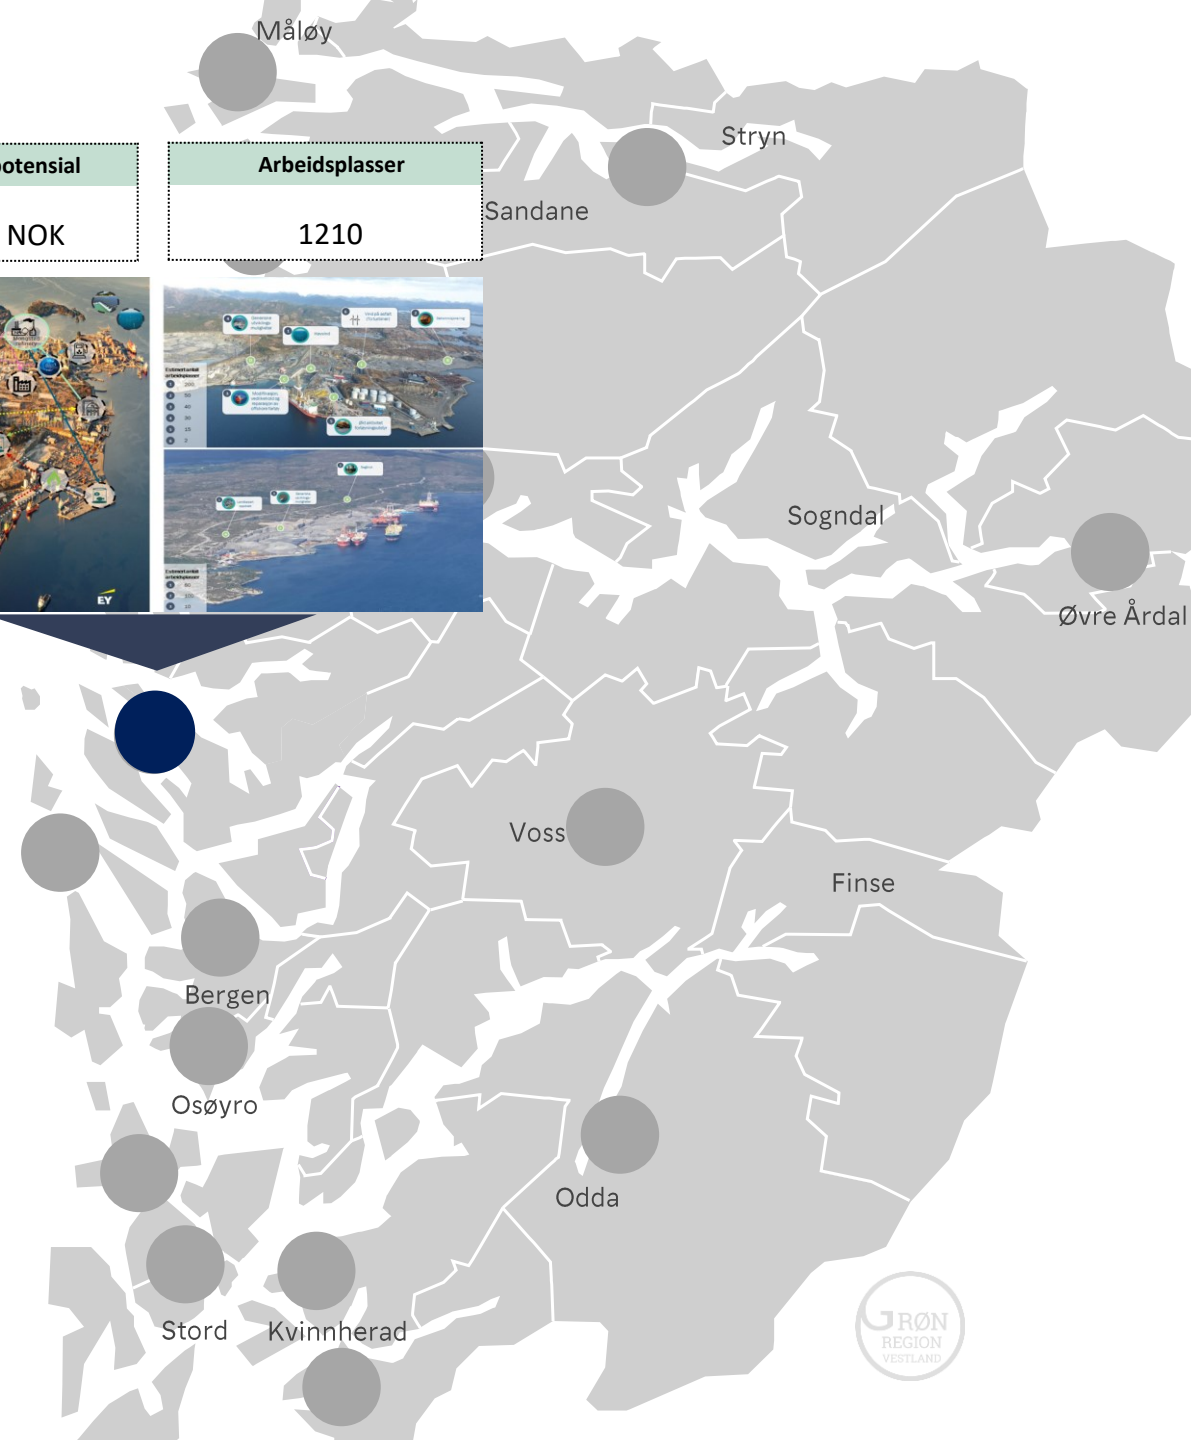 Måløy
Stryn
otensial
Arbeidsplasser
Sandane
NOK
1210
EY
Sogndal
Øvre Årdal
Voss
Finse
Bergen
Osøyro
Odda
Stord
Kvinnherad
GRØN
REGION
VESTLAND